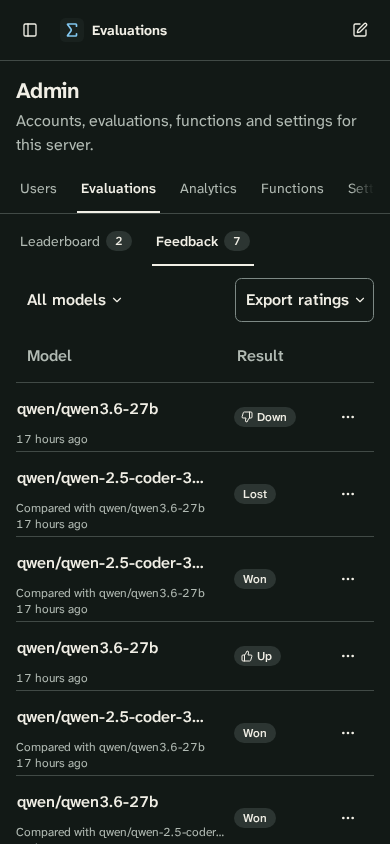 Evaluations
Admin
Accounts, evaluations, functions and settings for
this server.
Users Evaluations Analytics Functions Sett
Leaderboard 2 Feedback 7
All models Export ratings
Model Result
qwen/qwen3.6-27b
Down
17 hours ago
qwen/qwen-2.5-coder-3...
Lost
Compared with qwen/qwen3.6-27b
17 hours ago
qwen/qwen-2.5-coder-3...
Won
Compared with qwen/qwen3.6-27b
17 hours ago
qwen/qwen3.6-27b
Up
17 hours ago
qwen/qwen-2.5-coder-3...
Won
Compared with qwen/qwen3.6-27b
17 hours ago
qwen/qwen3.6-27b
Won
Compared with qwen/qwen-2.5-coder...